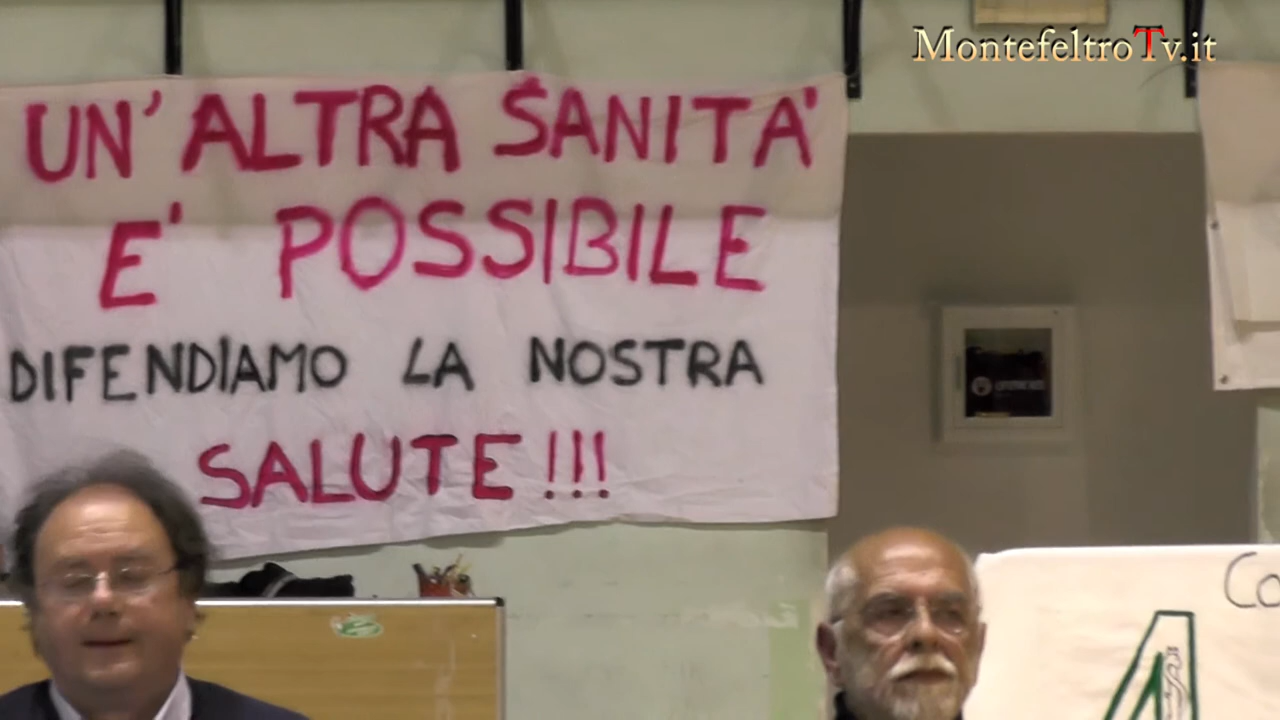 MontefeltroTv.it
UN'ALTRA SANITA'
E' POSSIBILE
DIFENDIAMO LA NOSTRA
SALUTE!!!
Co